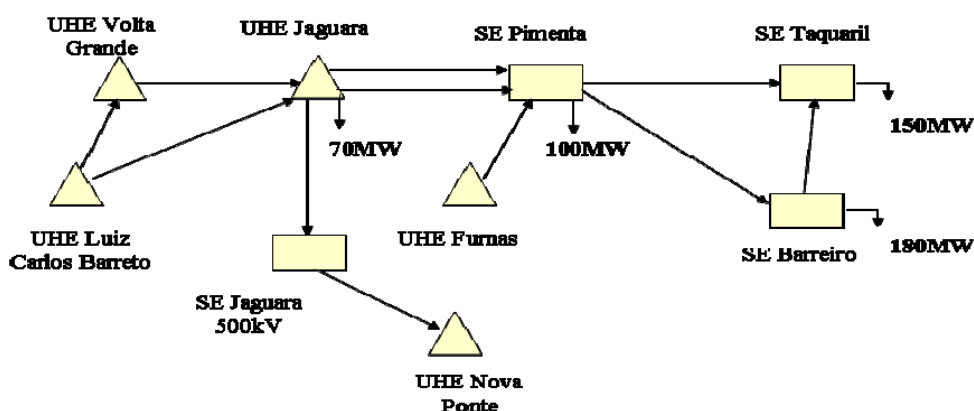 UHE Volta
Grande
UHE Jaguara
SE Pimenta
SE Taquaril
70MW
100MW
150MW
UHE Luiz
Carlos Barreto
UHE Furnas
SE Barreiro
180MW
SE Jaguara
500kV
UHE Nova
Ponte